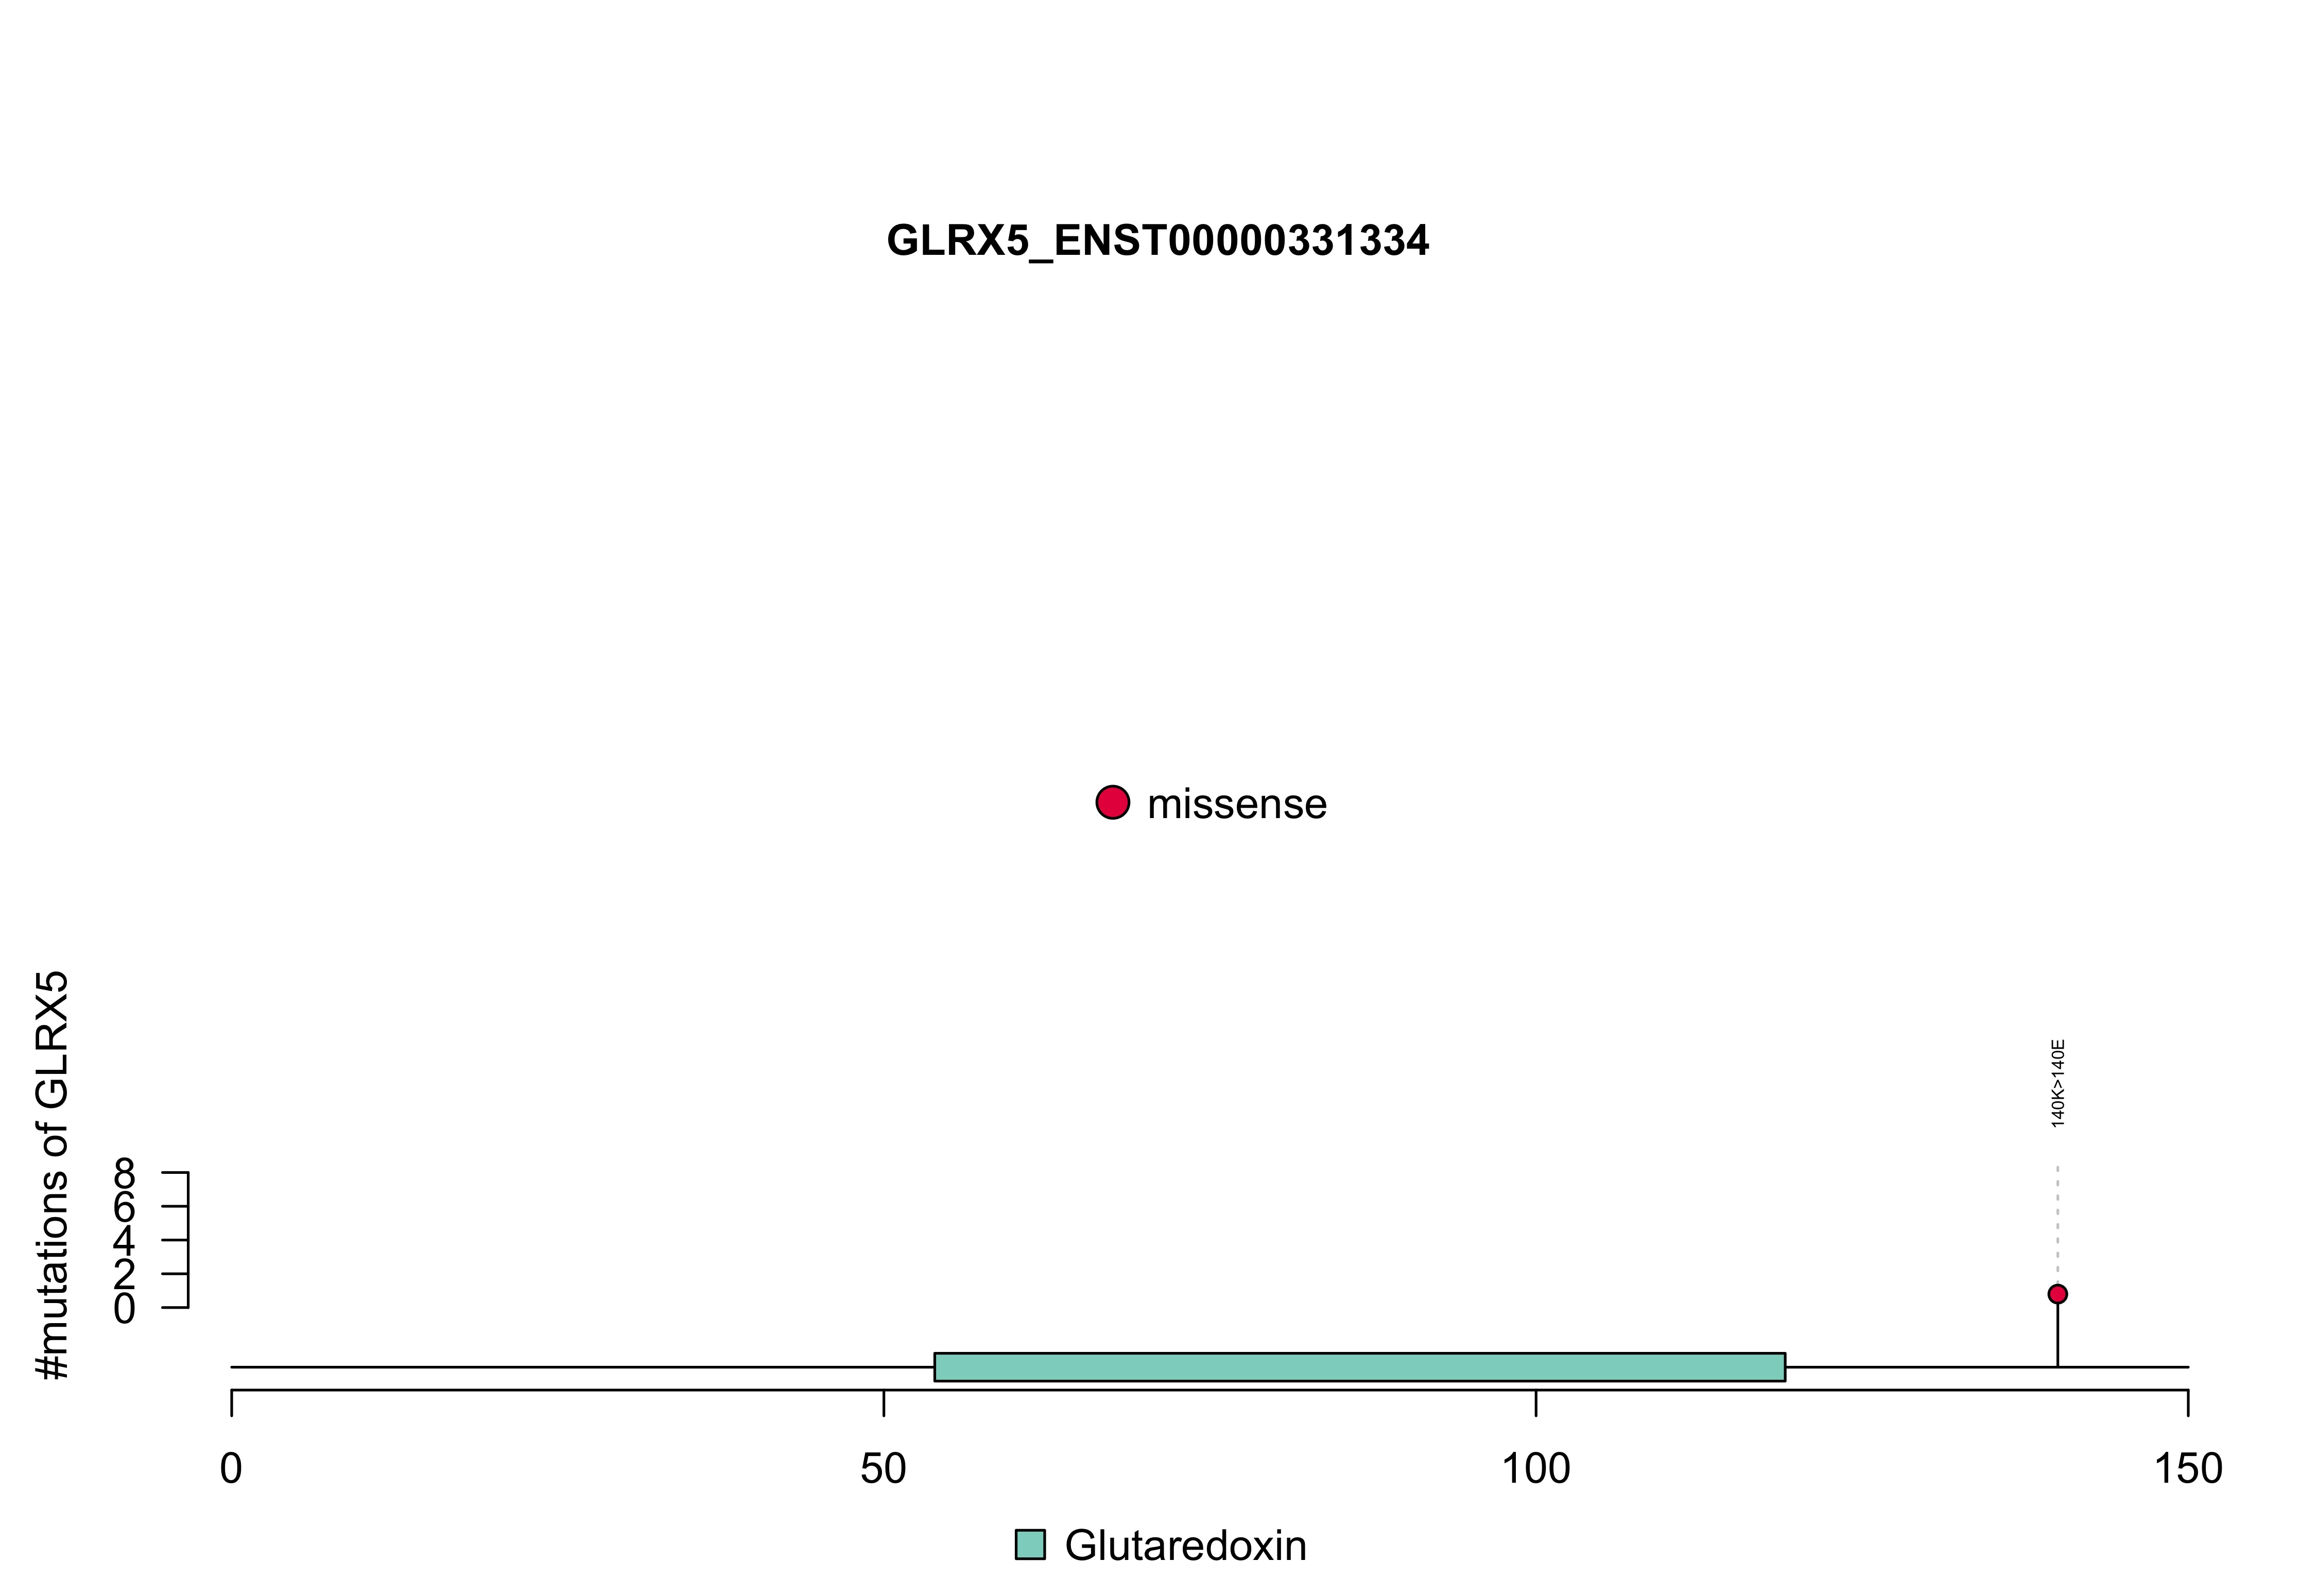 GLRX5_ENST00000331334
missense
#mutations of GLRX5
140K>140E
8
6
4
2
0
0 50 100 150
Glutaredoxin